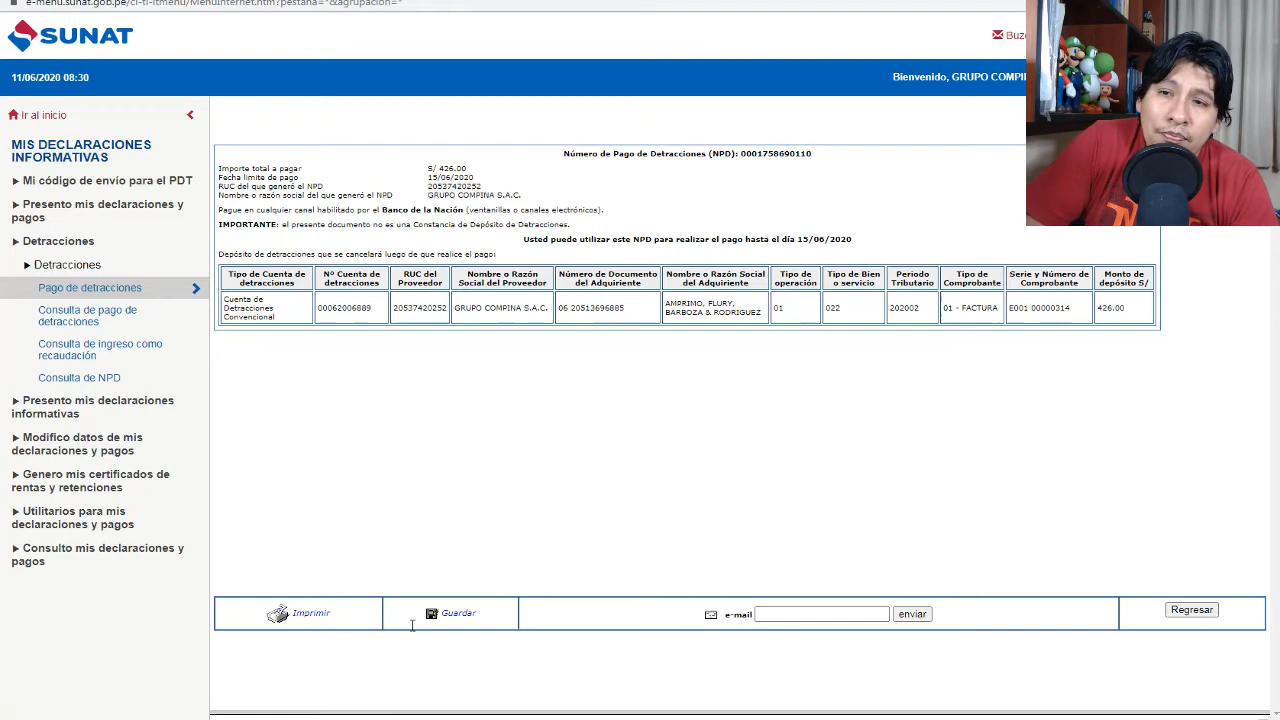 e-menu.sunat.gob.pe/ci-ti-itmenu/MenuInternet.htm?pestana=*&agrupacion=*
SUNAT
Buz
11/06/2020 08:30
Bienvenido, GRUPO COMPIN
Ir al inicio
MIS DECLARACIONES
INFORMATIVAS
Mi código de envío para el PDT
Presento mis declaraciones y
pagos
Detracciones
Detracciones
Pago de detracciones
Consulta de pago de
detracciones
Consulta de ingreso como
recaudación
Consulta de NPD
Presento mis declaraciones
informativas
Modifico datos de mis
declaraciones y pagos
Genero mis certificados de
rentas y retenciones
Utilitarios para mis
declaraciones y pagos
Consulto mis declaraciones y
pagos
Número de Pago de Detracciones (NPD): 0001758690110
Importe total a pagar S/ 426.00
Fecha limite de pago 15/06/2020
RUC del que generó el NPD 20537420252
Nombre o razón social del que generó el NPD GRUPO COMPINA S.A.C.
Pague en cualquier canal habilitado por el Banco de la Nación (ventanillas o canales electrónicos).
IMPORTANTE: el presente documento no es una Constancia de Depósito de Detracciones.
Usted puede utilizar este NPD para realizar el pago hasta el día 15/06/2020
Depósito de detracciones que se cancelará luego de que realice el pago:
Tipo de Cuenta de detracciones Nº Cuenta de detracciones RUC del Proveedor Nombre o Razón Social del Proveedor Número de Documento del Adquiriente Nombre o Razón Social del Adquiriente Tipo de operación Tipo de Bien o servicio Periodo Tributario Tipo de Comprobante Serie y Número de Comprobante Monto de depósito S/
Cuenta de Detracciones Convencional 00062006889 20537420252 GRUPO COMPINA S.A.C. 06 20513696885 AMPRIMO, FLURY, BARBOZA & RODRIGUEZ 01 022 202002 01 - FACTURA E001 00000314 426.00
Imprimir Guardar e-mail enviar Regresar